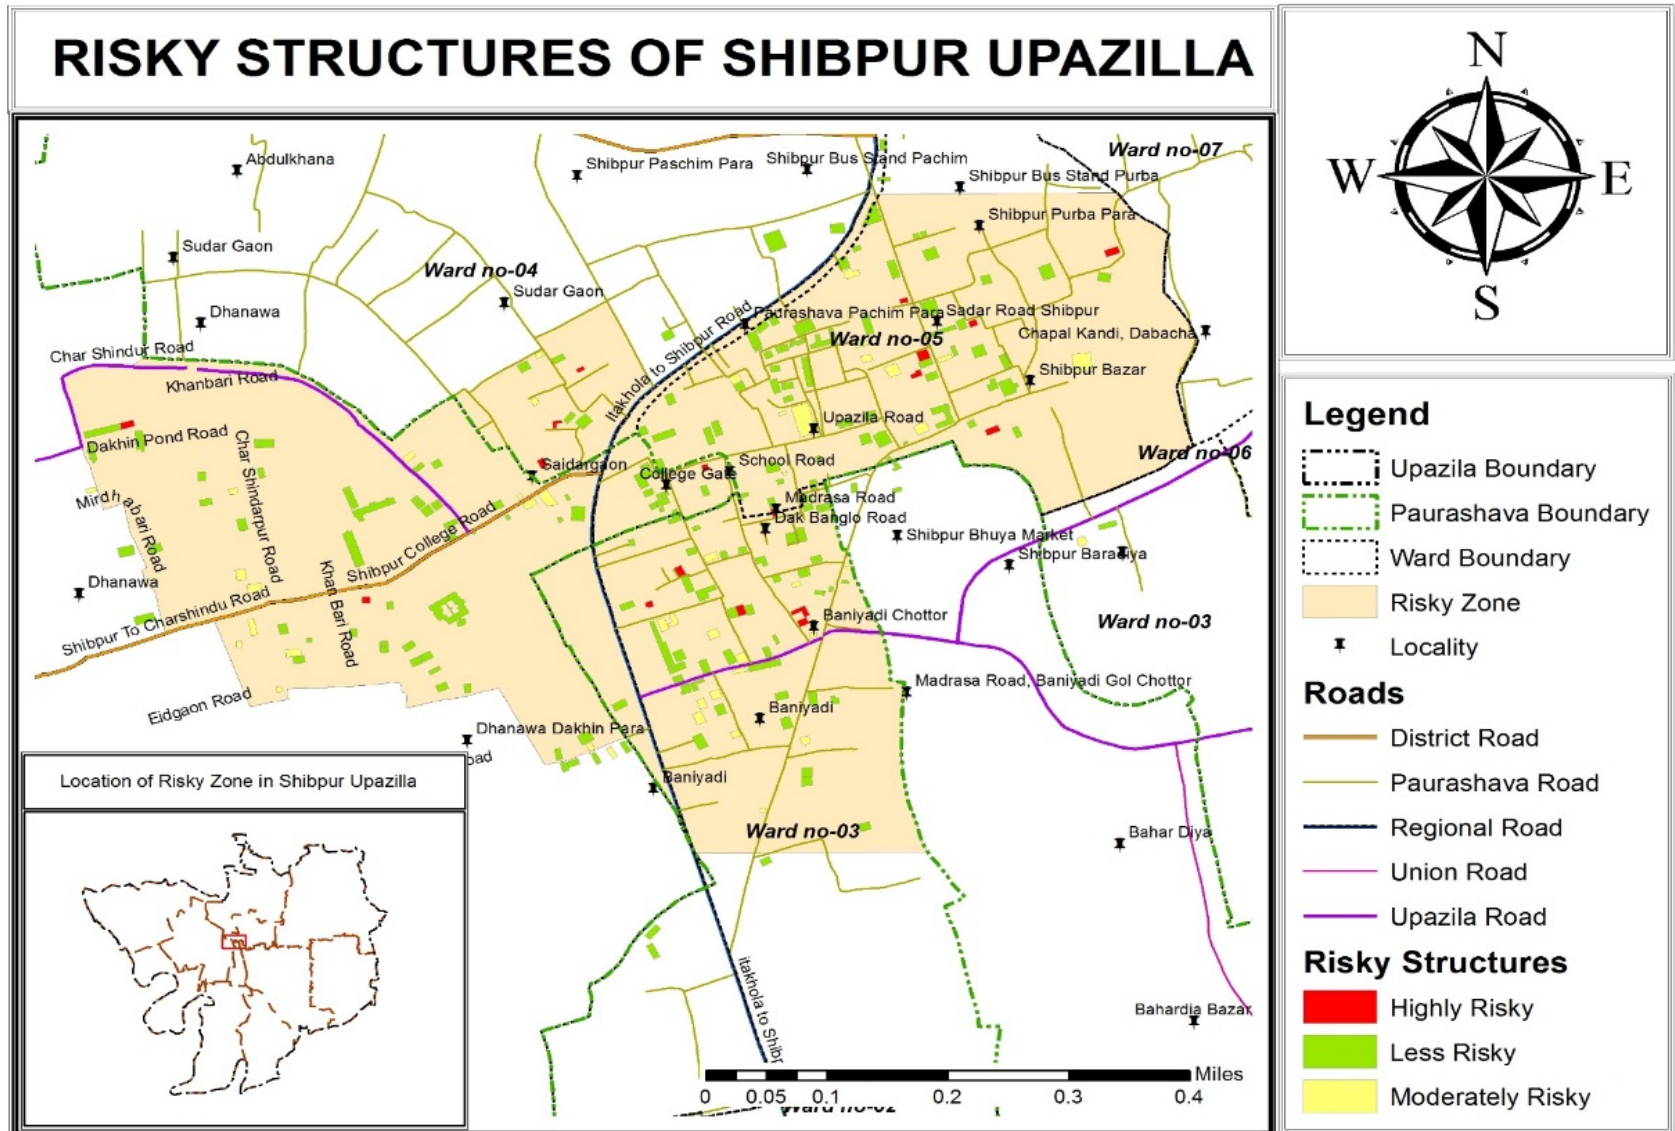 RISKY STRUCTURES OF SHIBPUR UPAZILLA
N
W
E
S
Abdulkhana
Shibpur Paschim Para
Shibpur Bus Stand Pachim
Ward no-07
Shibpur Bus Stand Purba
Shibpur Purba Para
Sudar Gaon
Ward no-04
Sudar Gaon
Dhanawa
Paurashava Pachim Para
Sadar Road Shibpur
Chapal Kandi, Dabacha
Ward no-05
Itakhola to Shibpur Road
Char Shindur Road
Khanbari Road
Shibpur Bazar
Upazila Road
Dakhin Pond Road
Char Shindarpur Road
Ward no-06
Saidargaon
College Gate
School Road
Madrasa Road
Dak Banglo Road
Shibpur College Road
Shibpur Bhuya Market
Shibpur Baradiya
Dhanawa
Khan Bari Road
Shibpur To Charshindu Road
Baniyadi Chottor
Ward no-03
Madrasa Road, Baniyadi Gol Chottor
Eidgaon Road
Baniyadi
Dhanawa Dakhin Para
oad
Baniyadi
Ward no-03
Bahar Diya
itakhola to Shibr
Bahardia Bazar
Miles
0 0.05 0.1 0.2 0.3 0.4
Ward no-02
Location of Risky Zone in Shibpur Upazilla
Legend
Upazila Boundary
Paurashava Boundary
Ward Boundary
Risky Zone
Locality
Roads
District Road
Paurashava Road
Regional Road
Union Road
Upazila Road
Risky Structures
Highly Risky
Less Risky
Moderately Risky